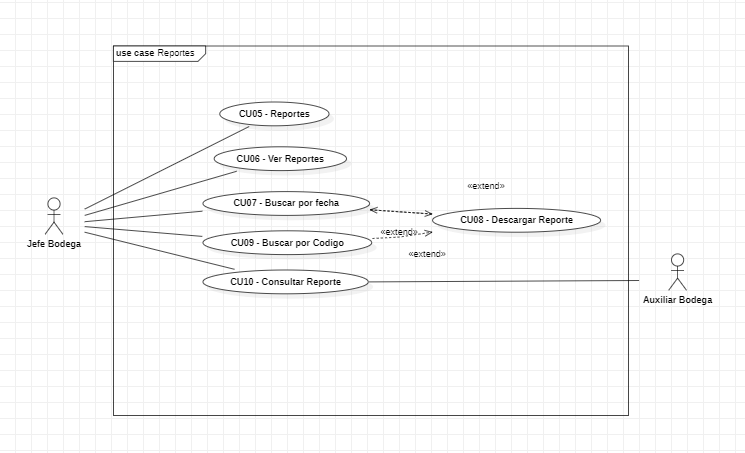 use case Reportes
CU05 - Reportes
CU06 - Ver Reportes
«extend»
CU07 - Buscar por fecha
CU08 - Descargar Reporte
«extend»
CU09 - Buscar por Codigo
Jefe Bodega
«extend»
CU10 - Consultar Reporte
Auxiliar Bodega